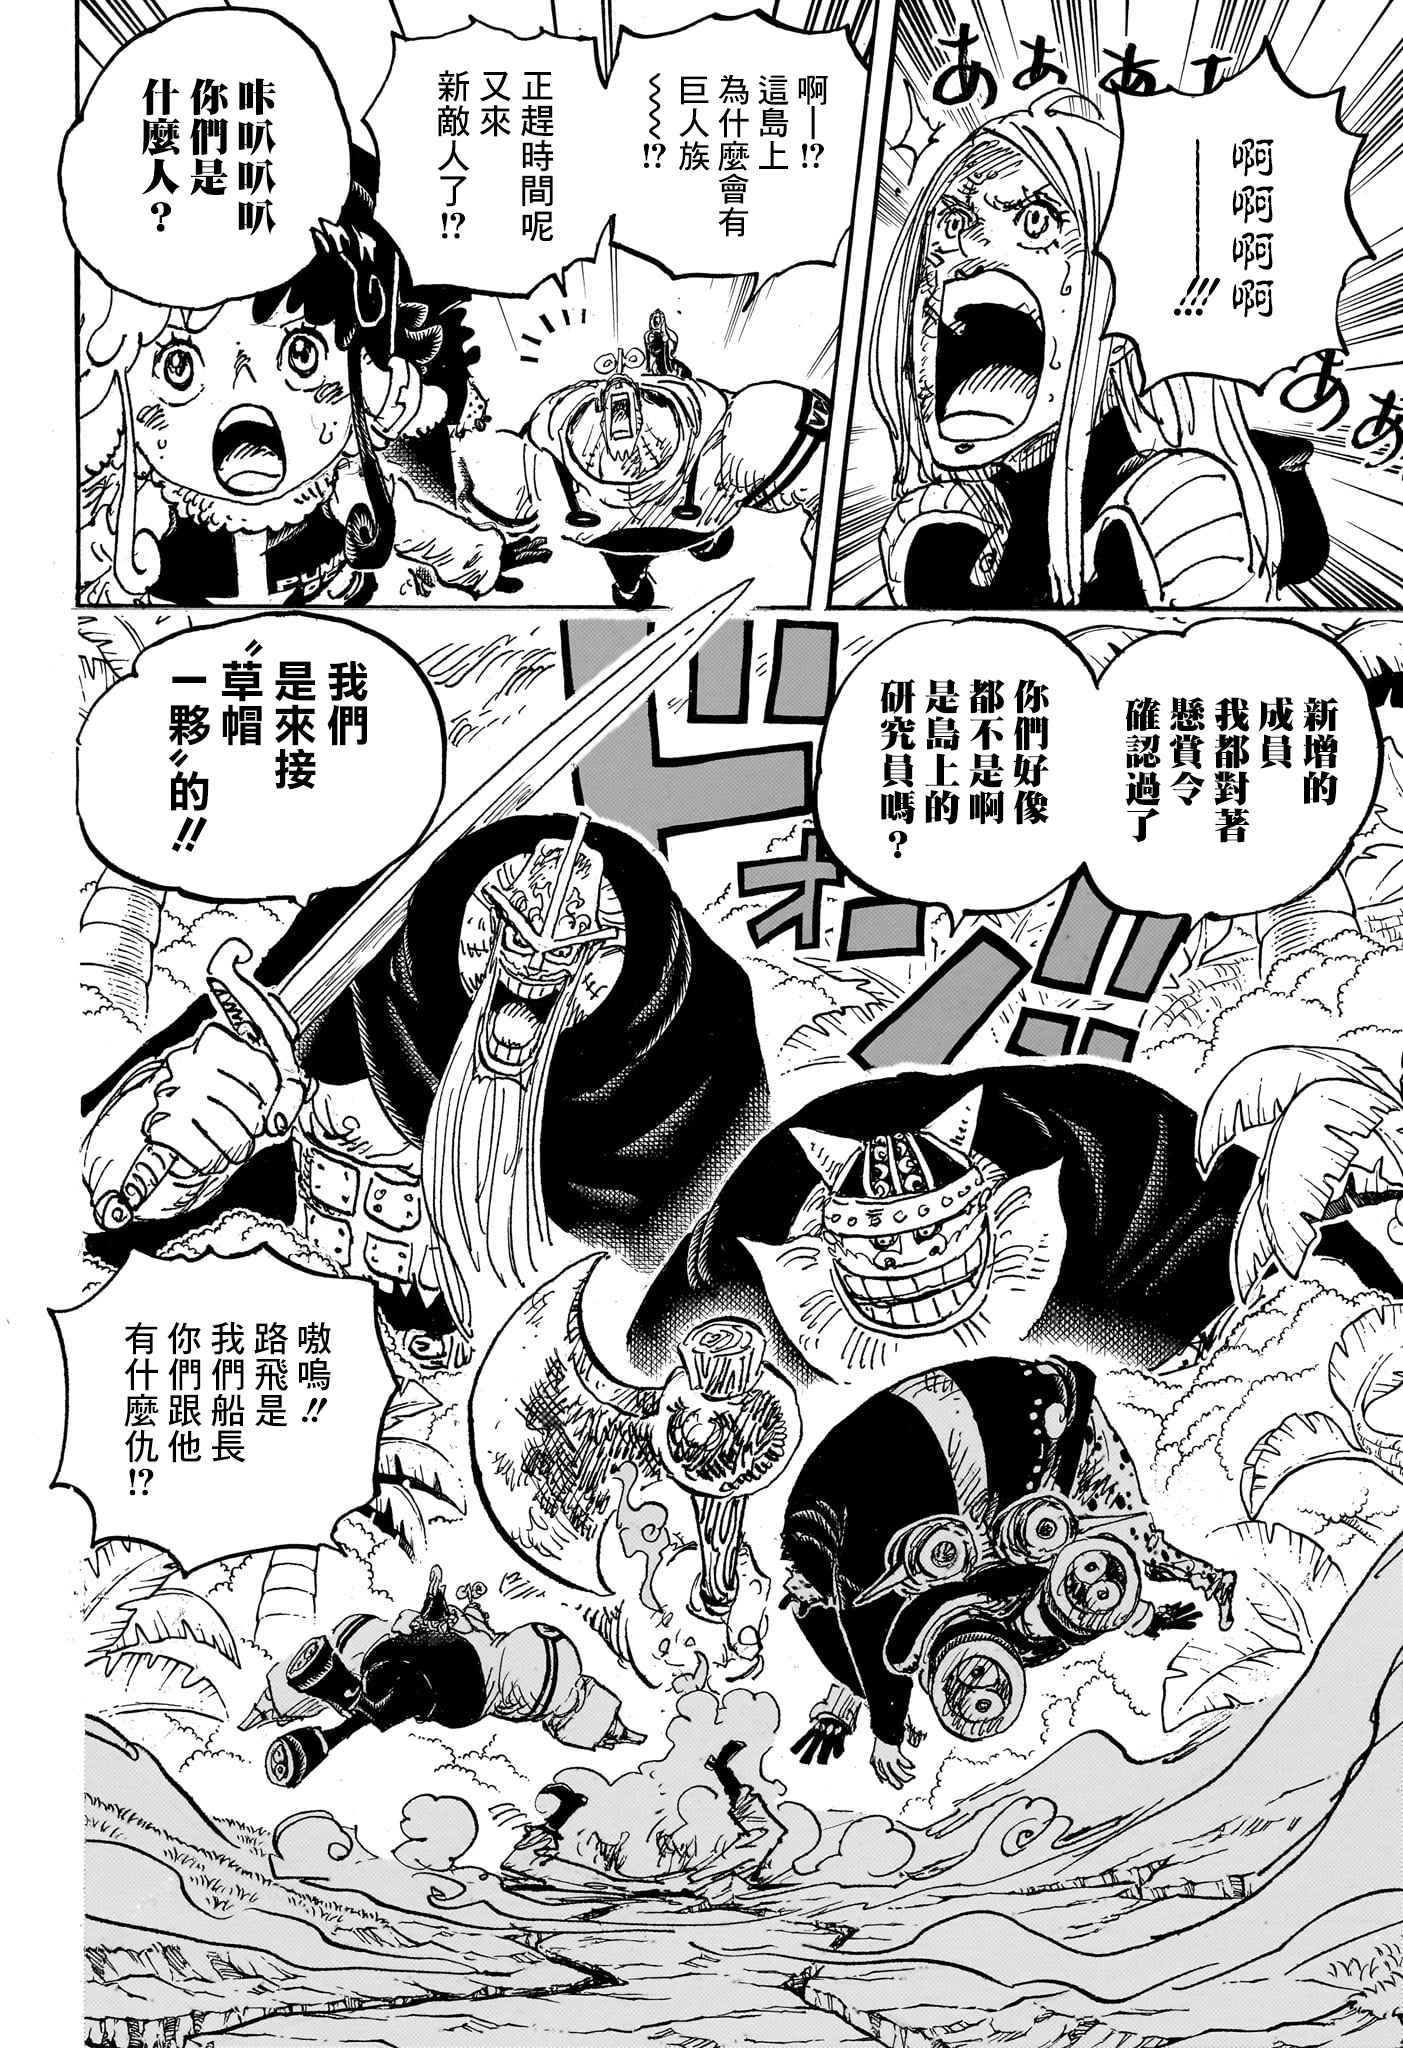 あああァ
啊啊啊啊
————!!!
ああぁ
啊—!?
這島上
為什麼會有
巨人族
～～～!?
正趕時間呢
又來
新敵人了!?
咔叭叭叭
你們是
什麼人？
新增的
成員
我都對著
懸賞令
確認過了
你們好像
都不是啊
是島上的
研究員嗎？
ドドォンッ
我們
是來接
〝草帽
一夥〞的!!
嗷嗚!!
路飛是
我們船長
你們跟他
有什麼仇!?